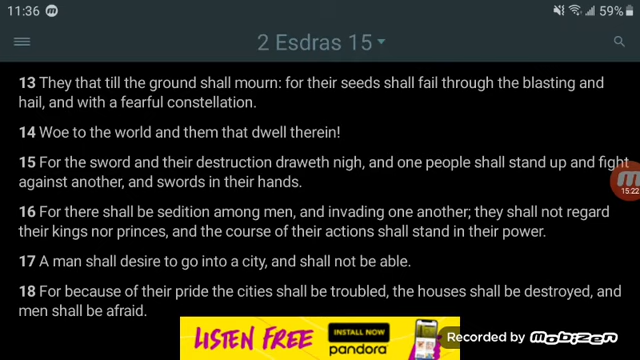 11:36 59%
2 Esdras 15
13 They that till the ground shall mourn: for their seeds shall fail through the blasting and
hail, and with a fearful constellation.
14 Woe to the world and them that dwell therein!
15 For the sword and their destruction draweth nigh, and one people shall stand up and fight
against another, and swords in their hands.
15:22
16 For there shall be sedition among men, and invading one another; they shall not regard
their kings nor princes, and the course of their actions shall stand in their power.
17 A man shall desire to go into a city, and shall not be able.
18 For because of their pride the cities shall be troubled, the houses shall be destroyed, and
men shall be afraid.
LISTEN FREE INSTALL NOW
pandora
Recorded by mobizen